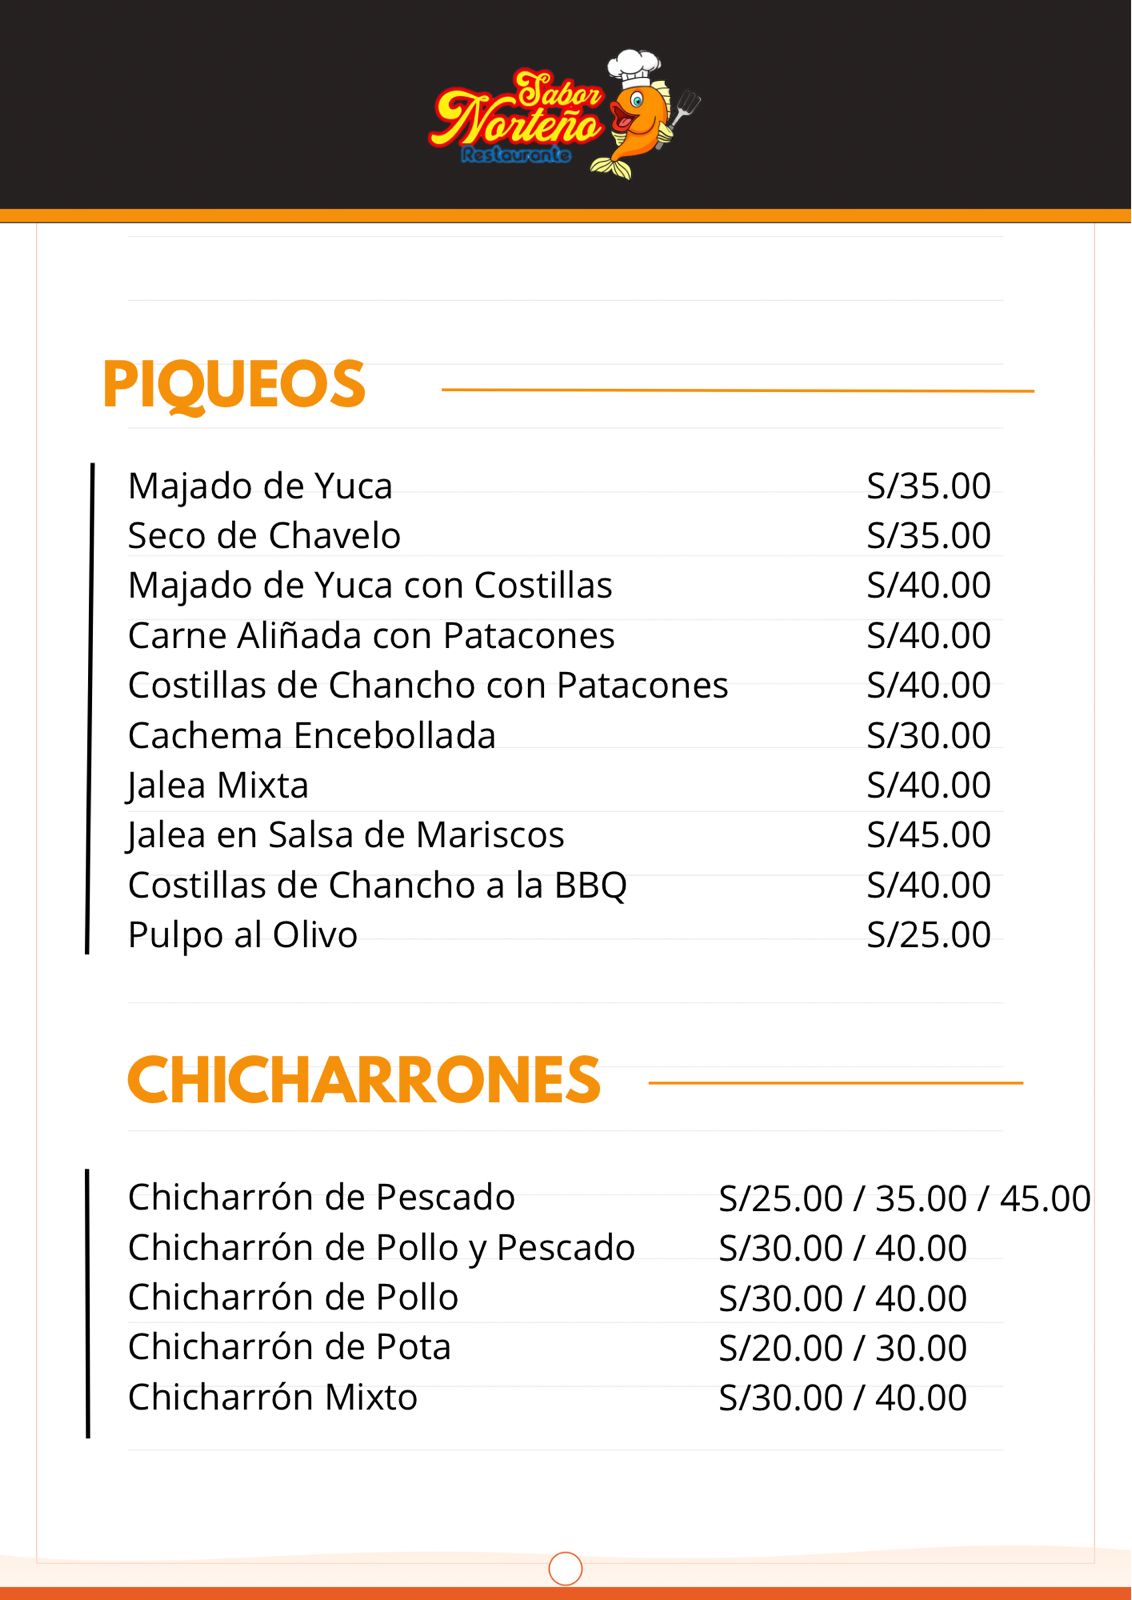 Sabor
Norteño
Restaurante
PIQUEOS
Majado de Yuca S/35.00
Seco de Chavelo S/35.00
Majado de Yuca con Costillas S/40.00
Carne Aliñada con Patacones S/40.00
Costillas de Chancho con Patacones S/40.00
Cachema Encebollada S/30.00
Jalea Mixta S/40.00
Jalea en Salsa de Mariscos S/45.00
Costillas de Chancho a la BBQ S/40.00
Pulpo al Olivo S/25.00
CHICHARRONES
Chicharrón de Pescado S/25.00 / 35.00 / 45.00
Chicharrón de Pollo y Pescado S/30.00 / 40.00
Chicharrón de Pollo S/30.00 / 40.00
Chicharrón de Pota S/20.00 / 30.00
Chicharrón Mixto S/30.00 / 40.00